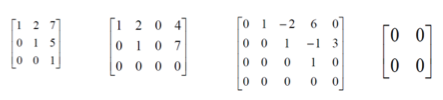 1 2 7
0 1 5
0 0 1
1 2 0 4
0 1 0 7
0 0 0 0
0 1 −2 6 0
0 0 1 −1 3
0 0 0 1 0
0 0 0 0 0
0 0
0 0